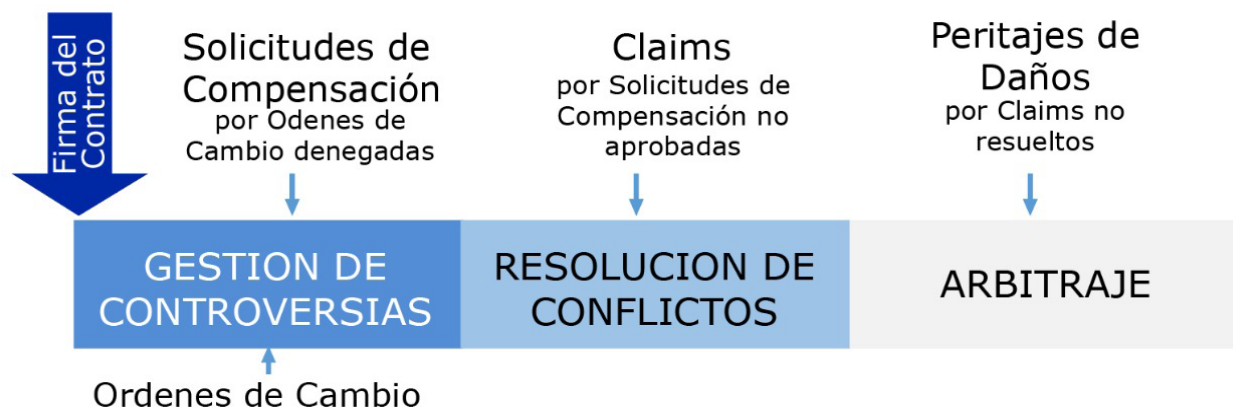 Firma del
Contrato
Solicitudes de
Compensación
por Odenes de
Cambio denegadas
Claims
por Solicitudes de
Compensación no
aprobadas
Peritajes de
Daños
por Claims no
resueltos
GESTION DE
CONTROVERSIAS
RESOLUCION DE
CONFLICTOS
ARBITRAJE
Ordenes de Cambio